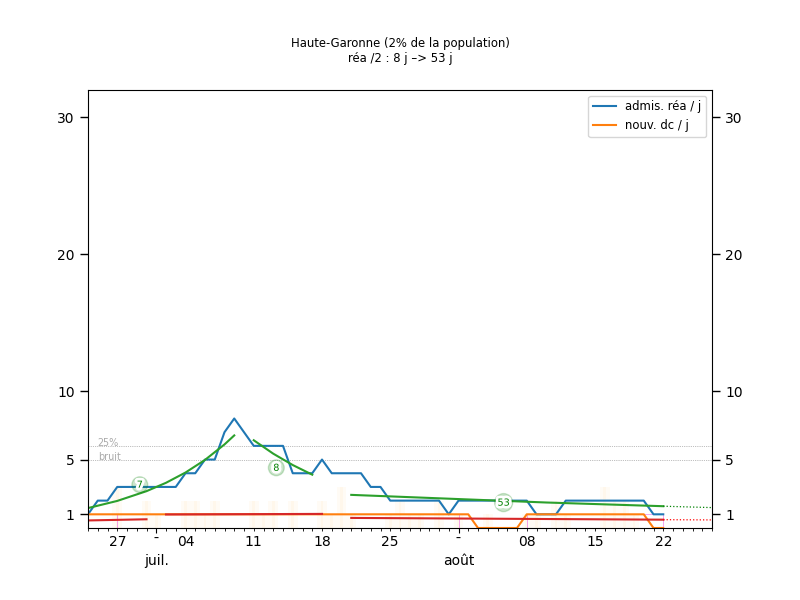 Haute-Garonne (2% de la population)
réa /2 : 8 j –> 53 j
admis. réa / j
nouv. dc / j
30 30
20 20
10 10
25%
bruit
5 5
1 1
7
8
53
27 - 04 11 18 25 - 08 15 22
juil. août